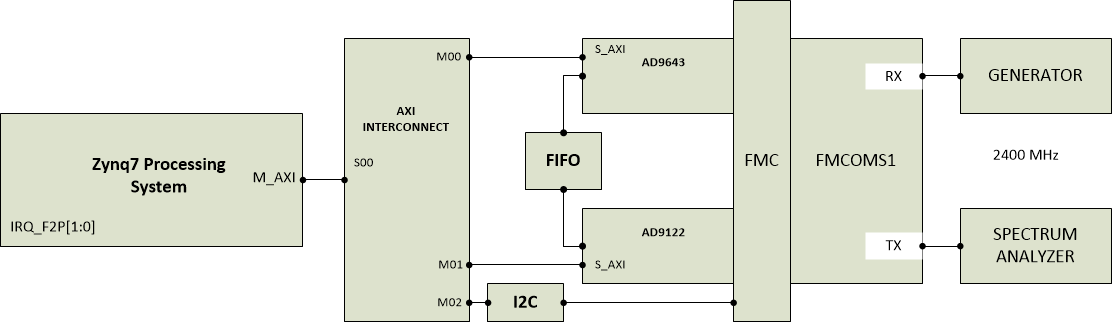 Zynq7 Processing
System
M_AXI
IRQ_F2P[1:0]
AXI
INTERCONNECT
S00
M00
M01
M02
S_AXI
AD9643
FIFO
AD9122
S_AXI
I2C
FMC
FMCOMS1
RX
TX
GENERATOR
2400 MHz
SPECTRUM
ANALYZER